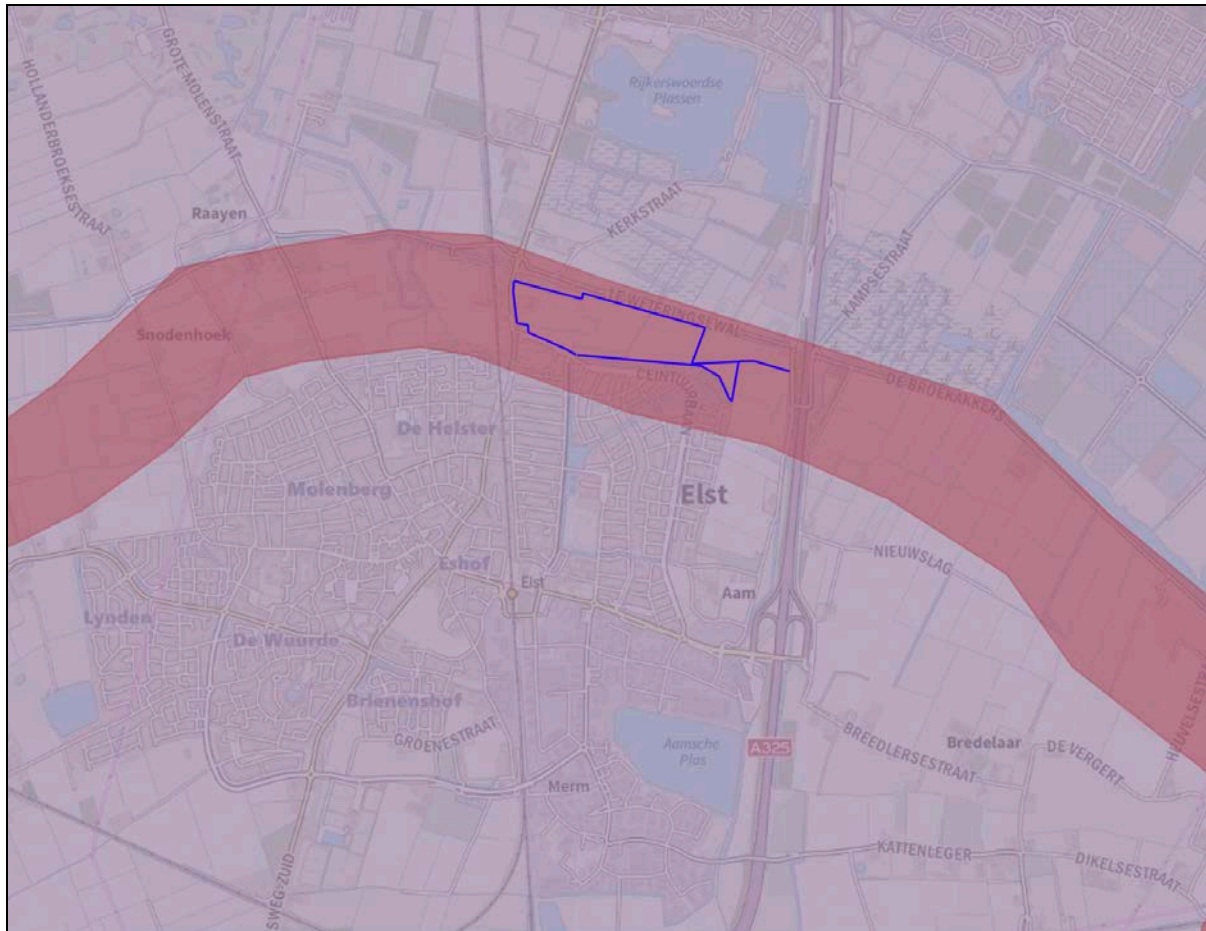 HOLLANDERBROEKSESTRAAT
GROTE-MOLENSTRAAT
Rijkerswoerdse
Plassen
Raayen
KERKSTRAAT
KAMPSESTRAAT
1E WETERINGSEWAL
Snodenhoek
CEINTUURBAAN
DE BROEKAKKERS
De Helster
Molenberg
Elst
NIEUWSLAG
Eshof
Elst
Aam
Lynden
De Wuurde
Brienenshof
GROENESTRAAT
Aamsche
Plas
A325
BREEDLERSESTRAAT
Bredelaar
DE VERGERT
HEUVELSESTRAAT
Merm
KATTENLEGER
DIKELSESTRAAT
SWEG-ZUID